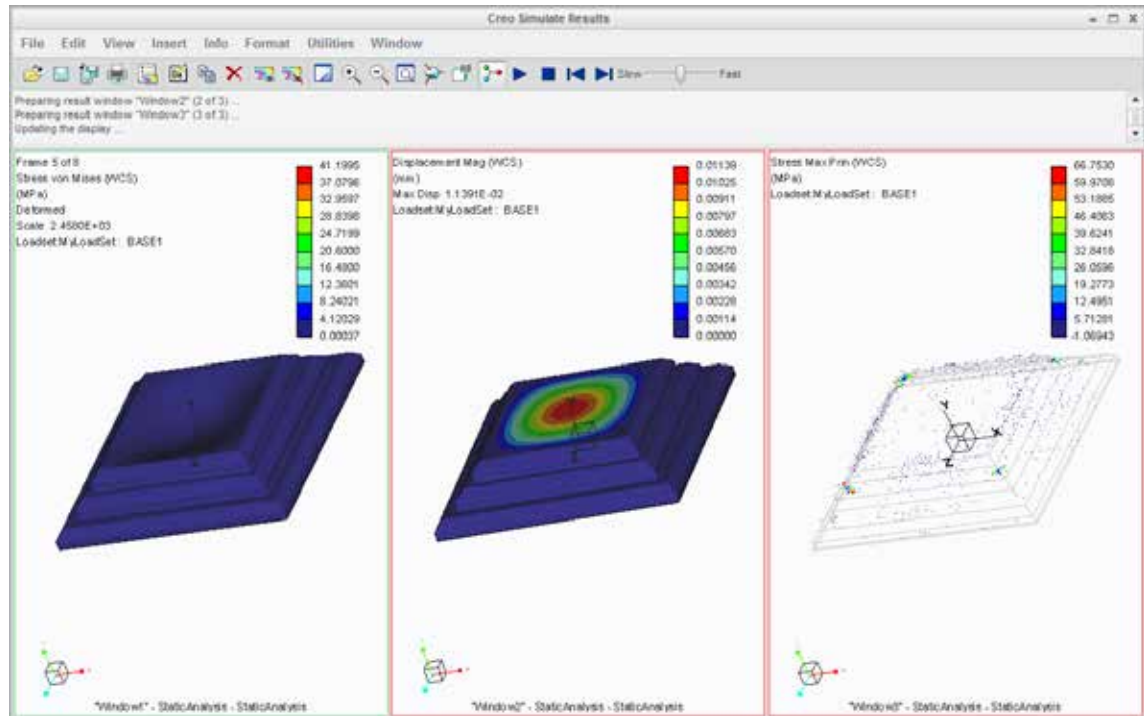 Creo Simulate Results
File Edit View Insert Info Format Utilities Window
Slow Fast
Preparing result window "Window2" (2 of 3) ...
Preparing result window "Window3" (3 of 3) ...
Updating the display ...
Frame 5 of 8
Stress von Mises (WCS)
(MPa)
Deformed
Scale 2.4580E+03
Loadset:MyLoadSet : BASE1
41.1995
37.0796
32.9597
28.8398
24.7199
20.6000
16.4800
12.3601
8.24021
4.12029
0.00037
"Window1" - StaticAnalysis - StaticAnalysis
Displacement Mag (WCS)
(mm)
Max Disp 1.1391E-02
Loadset:MyLoadSet : BASE1
0.01139
0.01025
0.00911
0.00797
0.00683
0.00570
0.00456
0.00342
0.00228
0.00114
0.00000
"Window2" - StaticAnalysis - StaticAnalysis
Stress Max Prin (WCS)
(MPa)
Loadset:MyLoadSet : BASE1
66.7530
59.9708
53.1885
46.4063
39.6241
32.8418
26.0596
19.2773
12.4951
5.71281
-1.06943
Y
X
Z
"Window3" - StaticAnalysis - StaticAnalysis